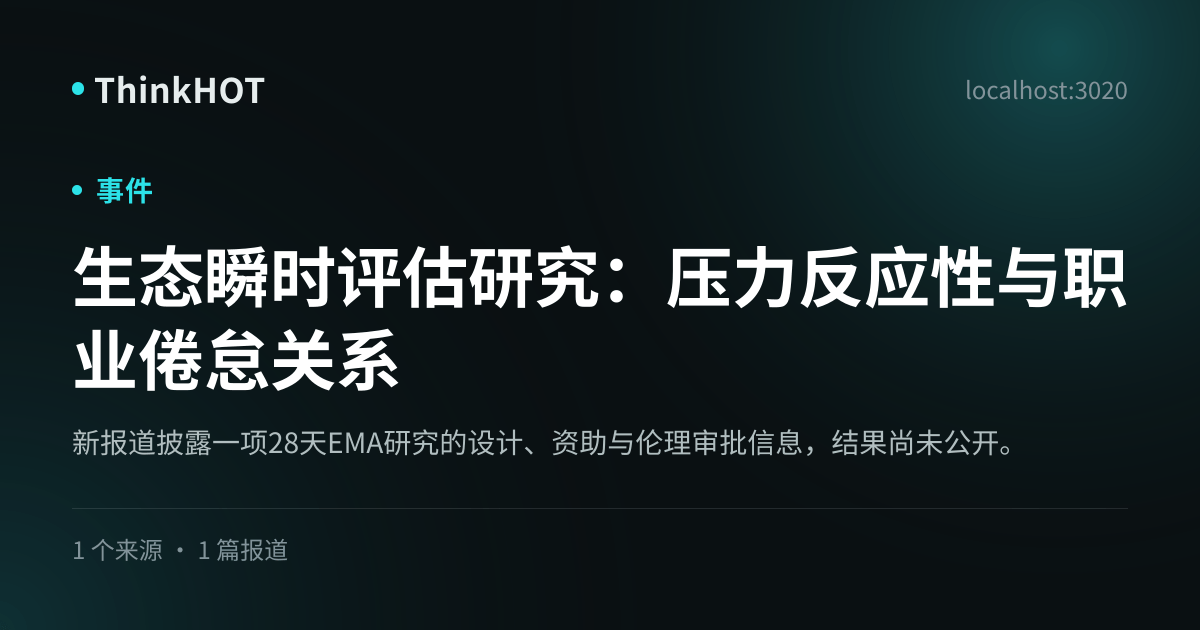 ThinkHOT
localhost:3020
事件
生态瞬时评估研究：压力反应性与职
业倦怠关系
新报道披露一项28天EMA研究的设计、资助与伦理审批信息，结果尚未公开。
1 个来源 · 1 篇报道